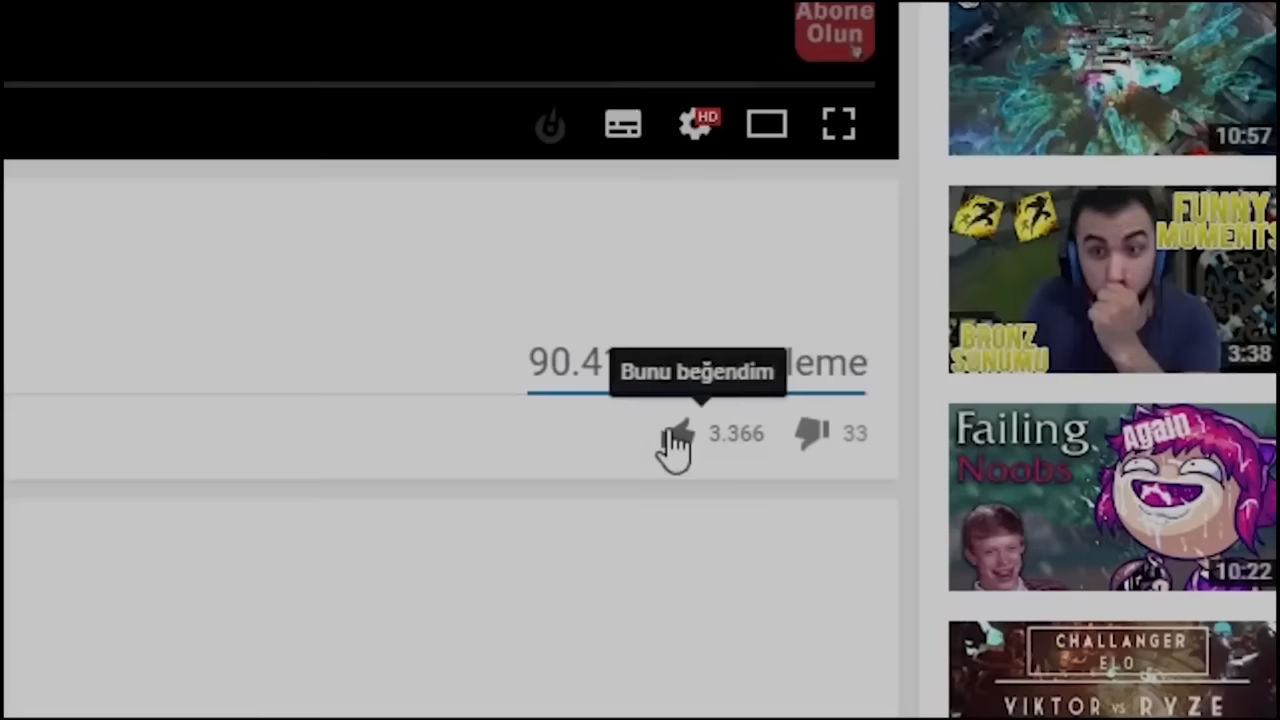 Abone
Olun
HD
10:57
FUNNY
MOMENTS
BRONZ
SUNUMU
3:38
90.4
leme
Bunu beğendim
3.366
33
Failing
Again
Noobs
10:22
CHALLANGER
ELO
VIKTOR vs RYZE